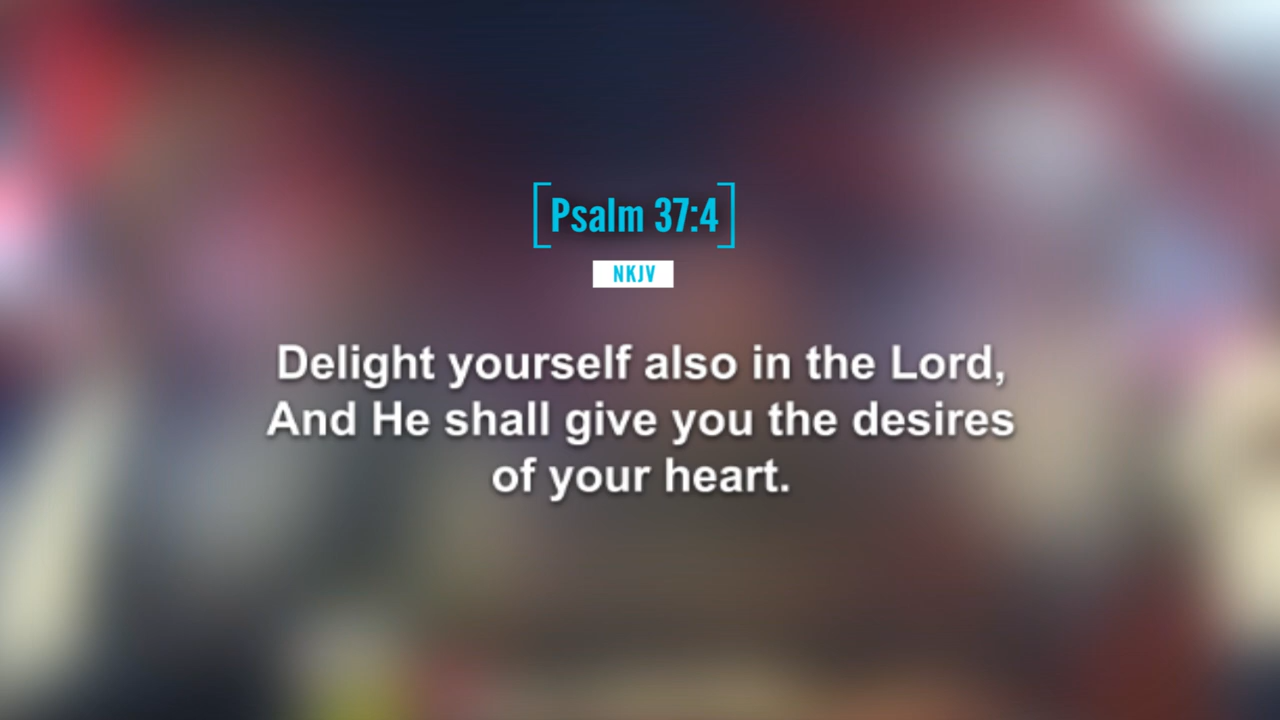 [Psalm 37:4]
NKJV
Delight yourself also in the Lord,
And He shall give you the desires
of your heart.